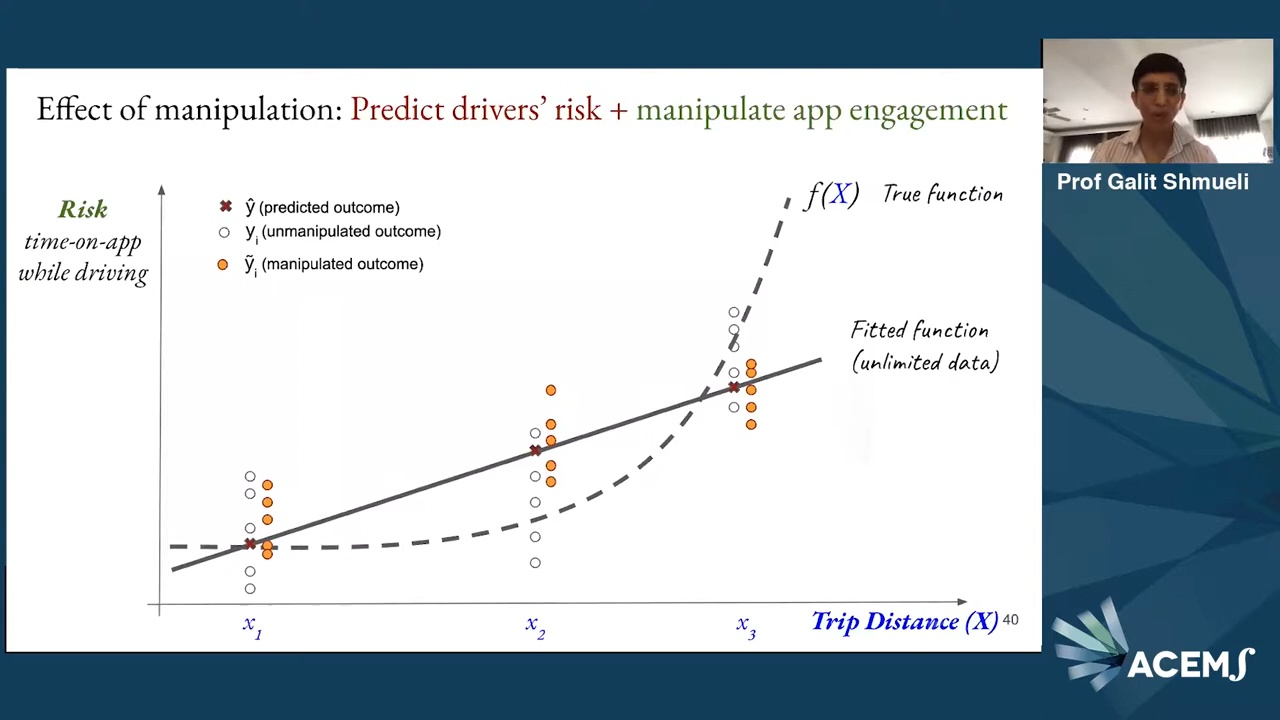 Effect of manipulation: Predict drivers' risk + manipulate app engagement
Prof Galit Shmueli
Risk
time-on-app
while driving
ŷ (predicted outcome)
yi (unmanipulated outcome)
ỹi (manipulated outcome)
f(X) True function
Fitted function
(unlimited data)
x1 x2 x3 Trip Distance (X) 40
ACEMS